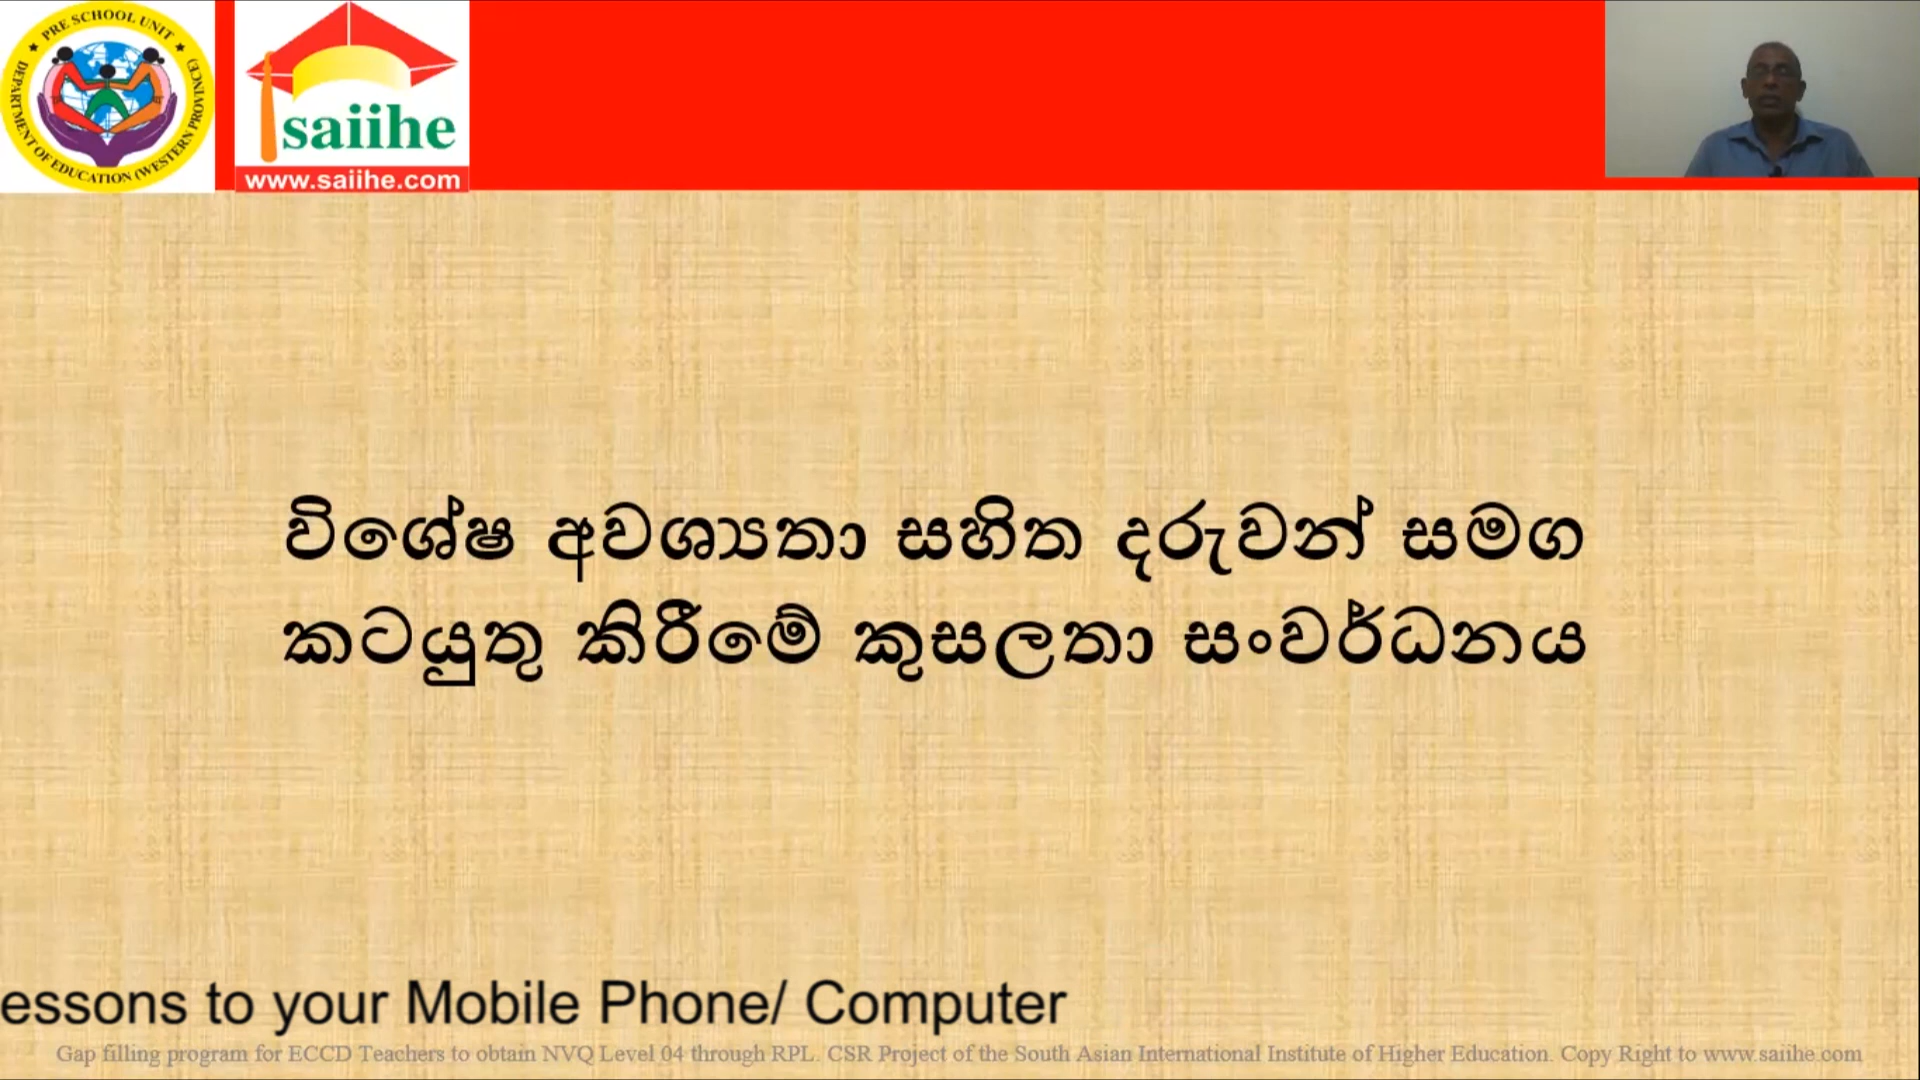 PRE SCHOOL UNIT
DEPARTMENT OF EDUCATION (WESTERN PROVINCE)
saiihe
www.saiihe.com
විශේෂ අවශ්‍යතා සහිත දරුවන් සමග
කටයුතු කිරීමේ කුසලතා සංවර්ධනය
essons to your Mobile Phone/ Computer
Gap filling program for ECCD Teachers to obtain NVQ Level 04 through RPL. CSR Project of the South Asian International Institute of Higher Education. Copy Right to www.saiihe.com